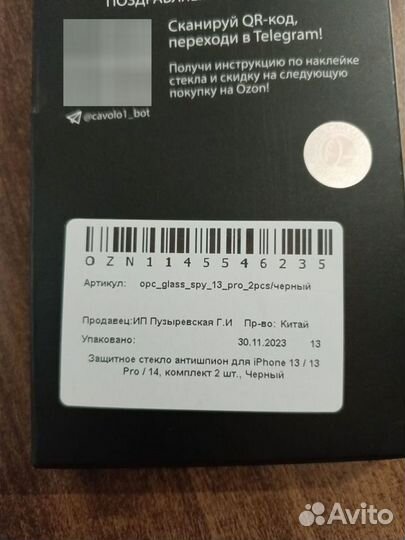 Сканируй QR-код,
переходи в Telegram!
Получи инструкцию по наклейке
стекла и скидку на следующую
покупку на Ozon!
@cavolo1_bot
OZN1145546235
Артикул: opc_glass_spy_13_pro_2pcs/черный
Продавец:ИП Пузыревская Г.И Пр-во: Китай
Упаковано: 30.11.2023 13
Защитное стекло антишпион для iPhone 13 / 13
Pro / 14, комплект 2 шт., Черный
Avito